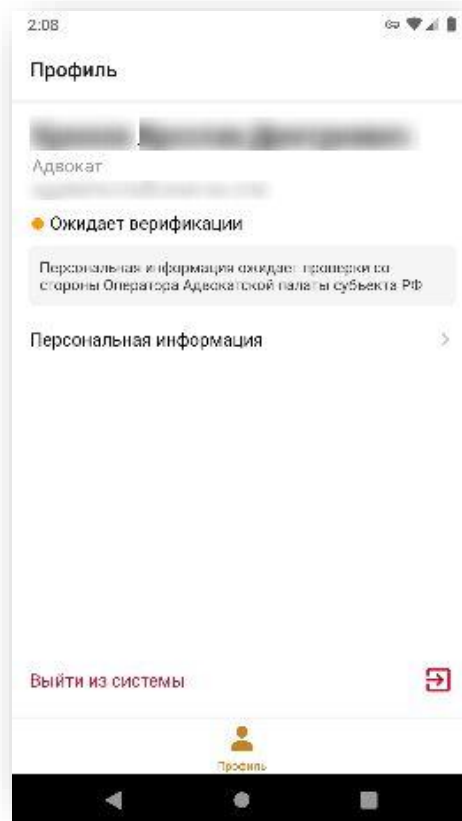 2:08
Профиль
Адвокат
Ожидает верификации
Персональная информация ожидает проверки со
стороны Оператора Адвокатской палаты субъекта РФ
Персональная информация
Выйти из системы
Профиль